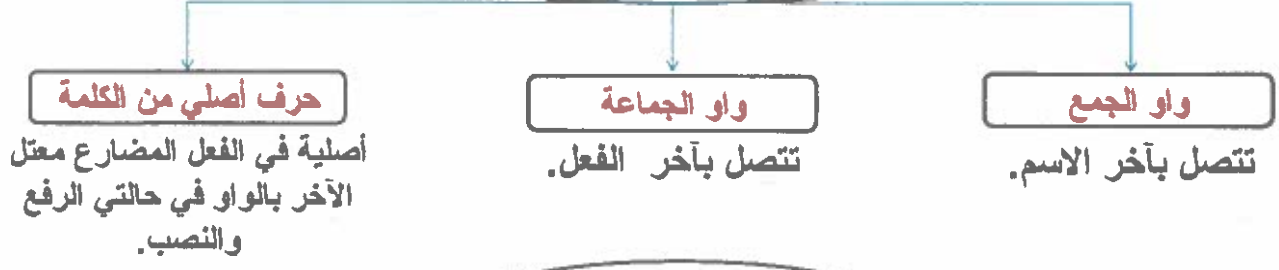 واو الجمع
تتصل بآخر الاسم.
واو الجماعة
تتصل بآخر الفعل.
حرف أصلي من الكلمة
أصلية في الفعل المضارع معتل
الآخر بالواو في حالتي الرفع
والنصب.